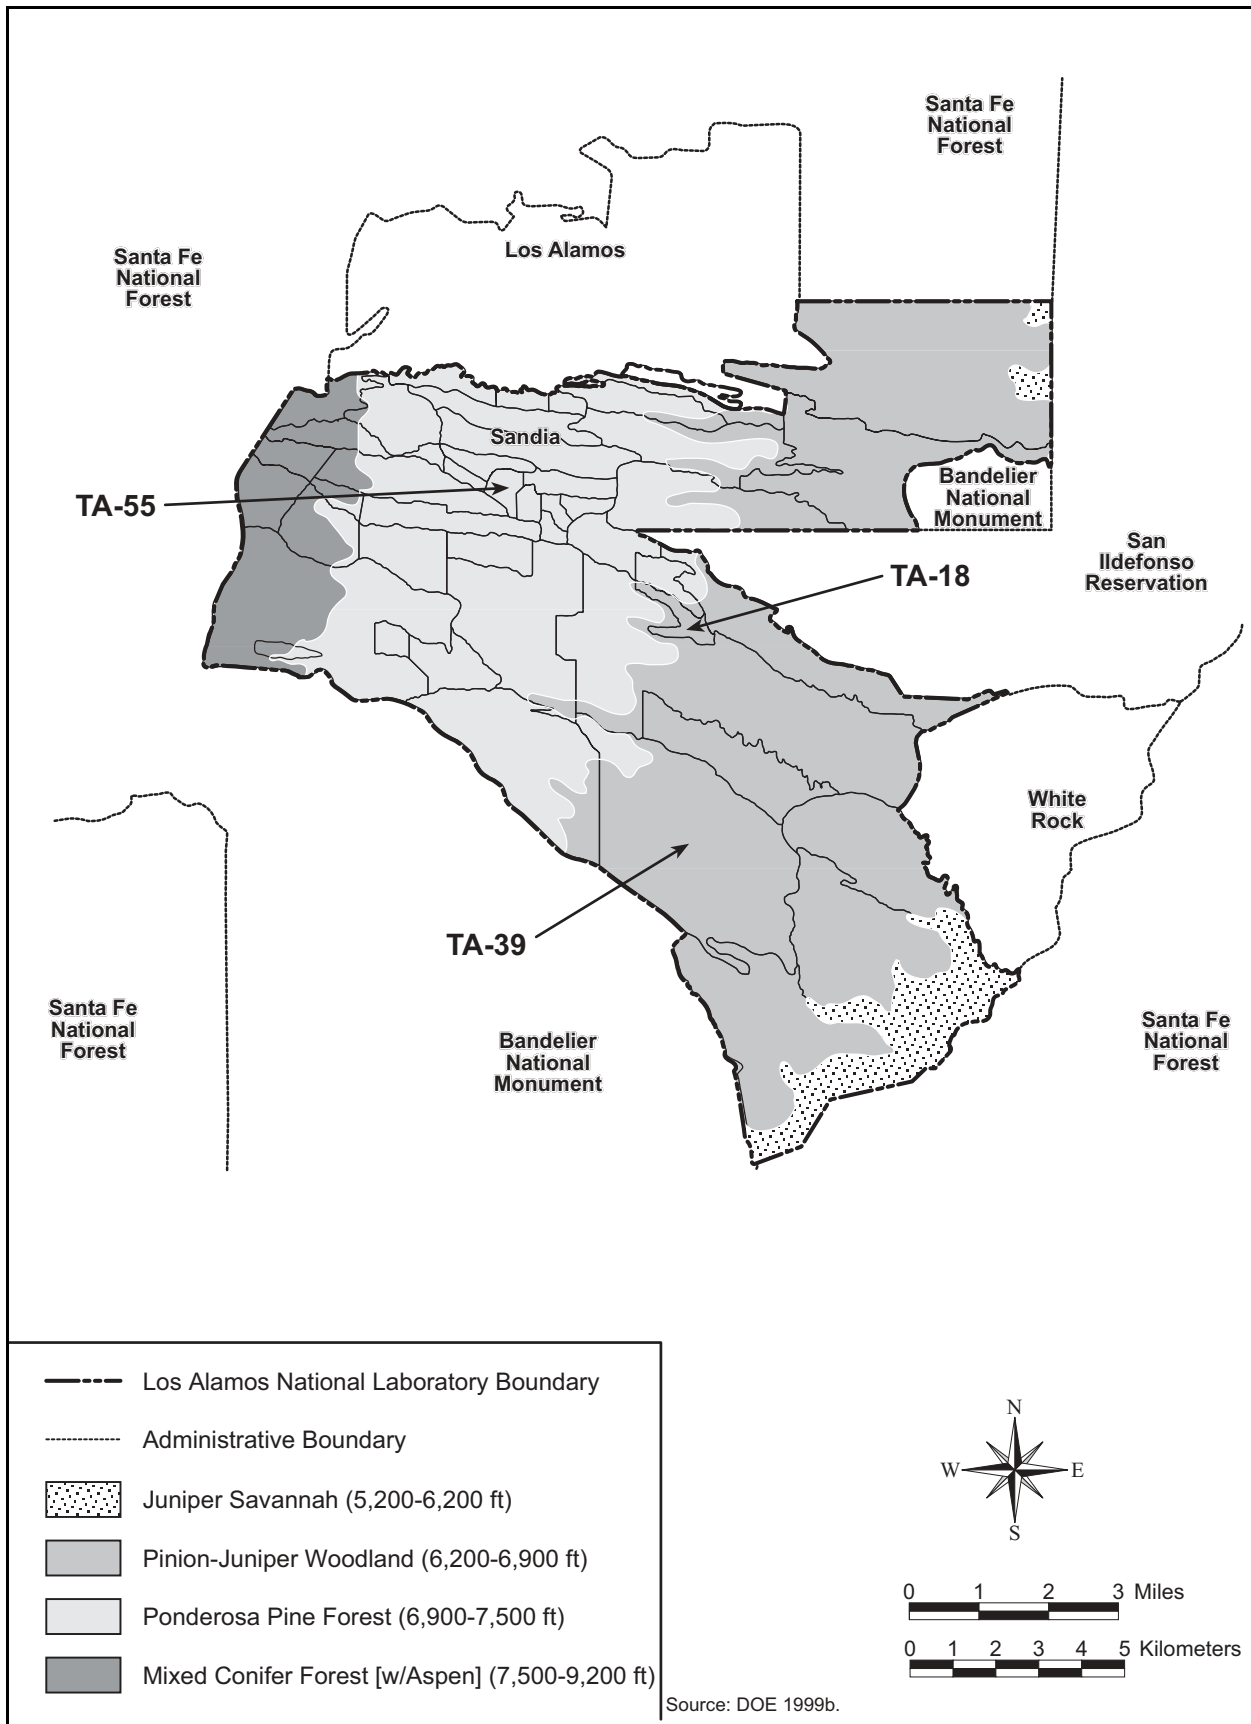 Santa Fe
National
Forest
Santa Fe
National
Forest
Los Alamos
Sandia
TA-55
Bandelier
National
Monument
San
Ildefonso
Reservation
TA-18
White
Rock
TA-39
Santa Fe
National
Forest
Bandelier
National
Monument
Santa Fe
National
Forest
Los Alamos National Laboratory Boundary
Administrative Boundary
Juniper Savannah (5,200-6,200 ft)
Pinion-Juniper Woodland (6,200-6,900 ft)
Ponderosa Pine Forest (6,900-7,500 ft)
Mixed Conifer Forest [w/Aspen] (7,500-9,200 ft)
N
W E
S
0 1 2 3 Miles
0 1 2 3 4 5 Kilometers
Source: DOE 1999b.